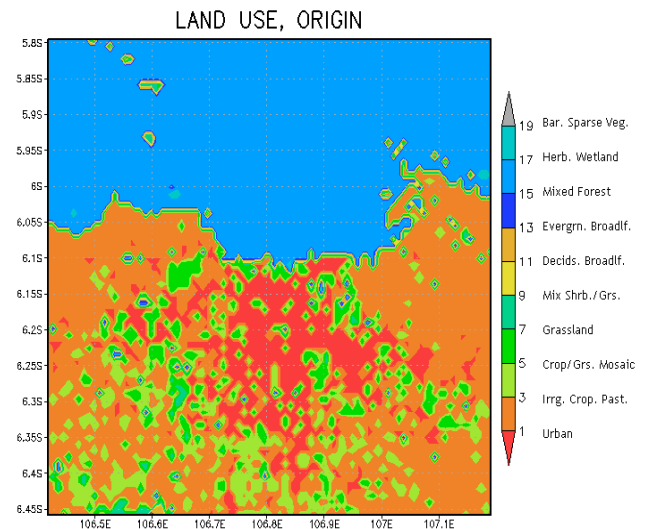 LAND USE, ORIGIN
5.8S
5.85S
5.9S
5.95S
6S
6.05S
6.1S
6.15S
6.2S
6.25S
6.3S
6.35S
6.4S
6.45S
106.5E 106.6E 106.7E 106.8E 106.9E 107E 107.1E
19 Bar. Sparse Veg.
17 Herb. Wetland
15 Mixed Forest
13 Evergrn. Broadlf.
11 Decids. Broadlf.
9 Mix Shrb./Grs.
7 Grassland
5 Crop/Grs. Mosaic
3 Irrg. Crop. Past.
1 Urban